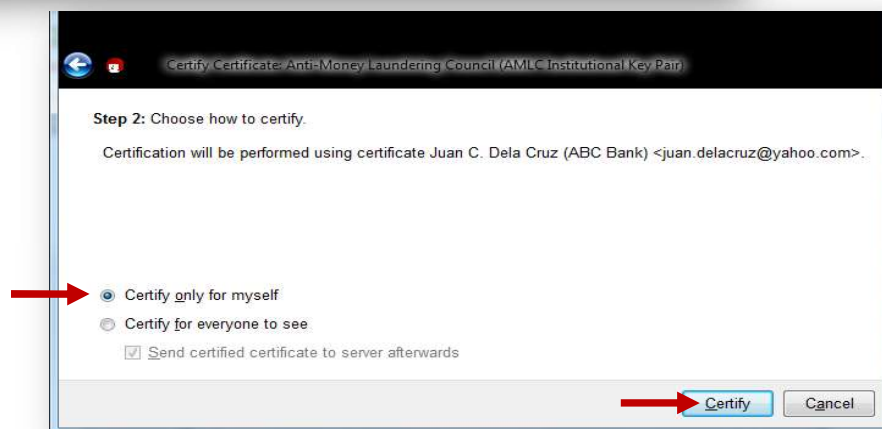 Certify Certificate: Anti-Money Laundering Council (AMLC Institutional Key Pair)
Step 2: Choose how to certify.
Certification will be performed using certificate Juan C. Dela Cruz (ABC Bank) <juan.delacruz@yahoo.com>.
Certify only for myself
Certify for everyone to see
Send certified certificate to server afterwards
Certify Cancel